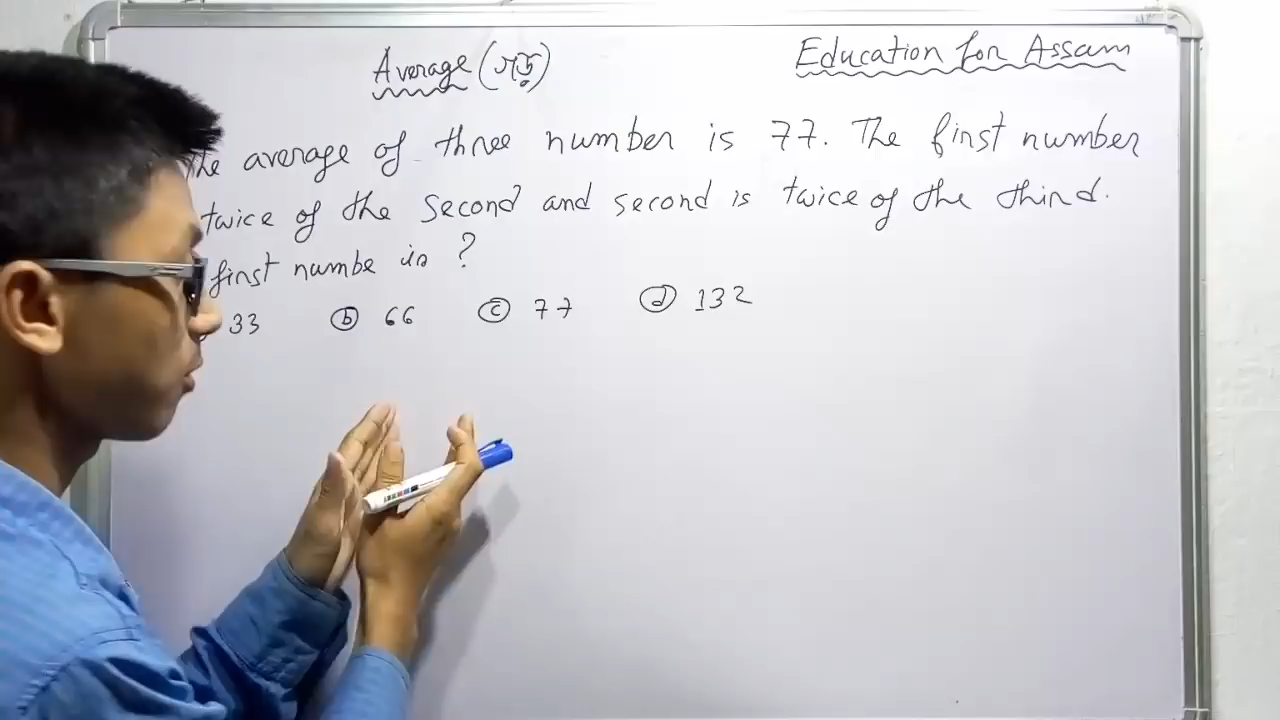 Average (গড়)
Education for Assam
the average of three number is 77. The first number
twice of the second and second is twice of the third.
first numbe is ?
33 ⓑ 66 ⓒ 77 ⓓ 132